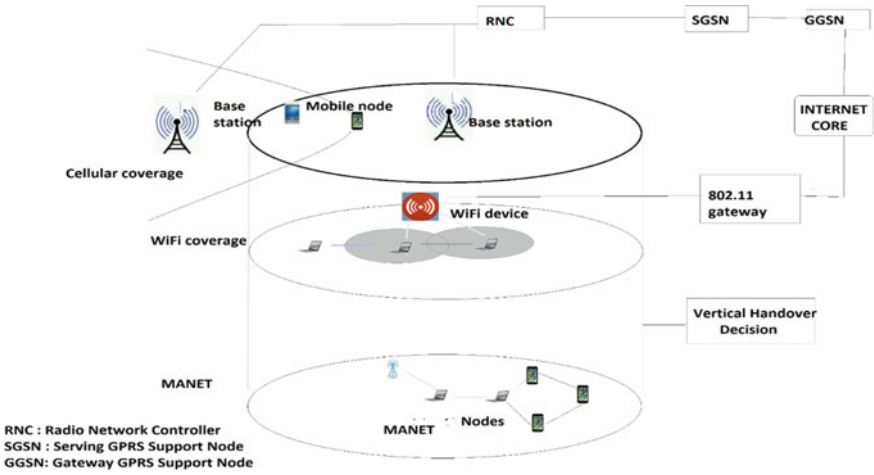 RNC
SGSN
GGSN
Base
station
Mobile node
Base station
INTERNET
CORE
Cellular coverage
802.11
gateway
WiFi device
WiFi coverage
Vertical Handover
Decision
MANET
Nodes
MANET
RNC : Radio Network Controller
SGSN : Serving GPRS Support Node
GGSN: Gateway GPRS Support Node